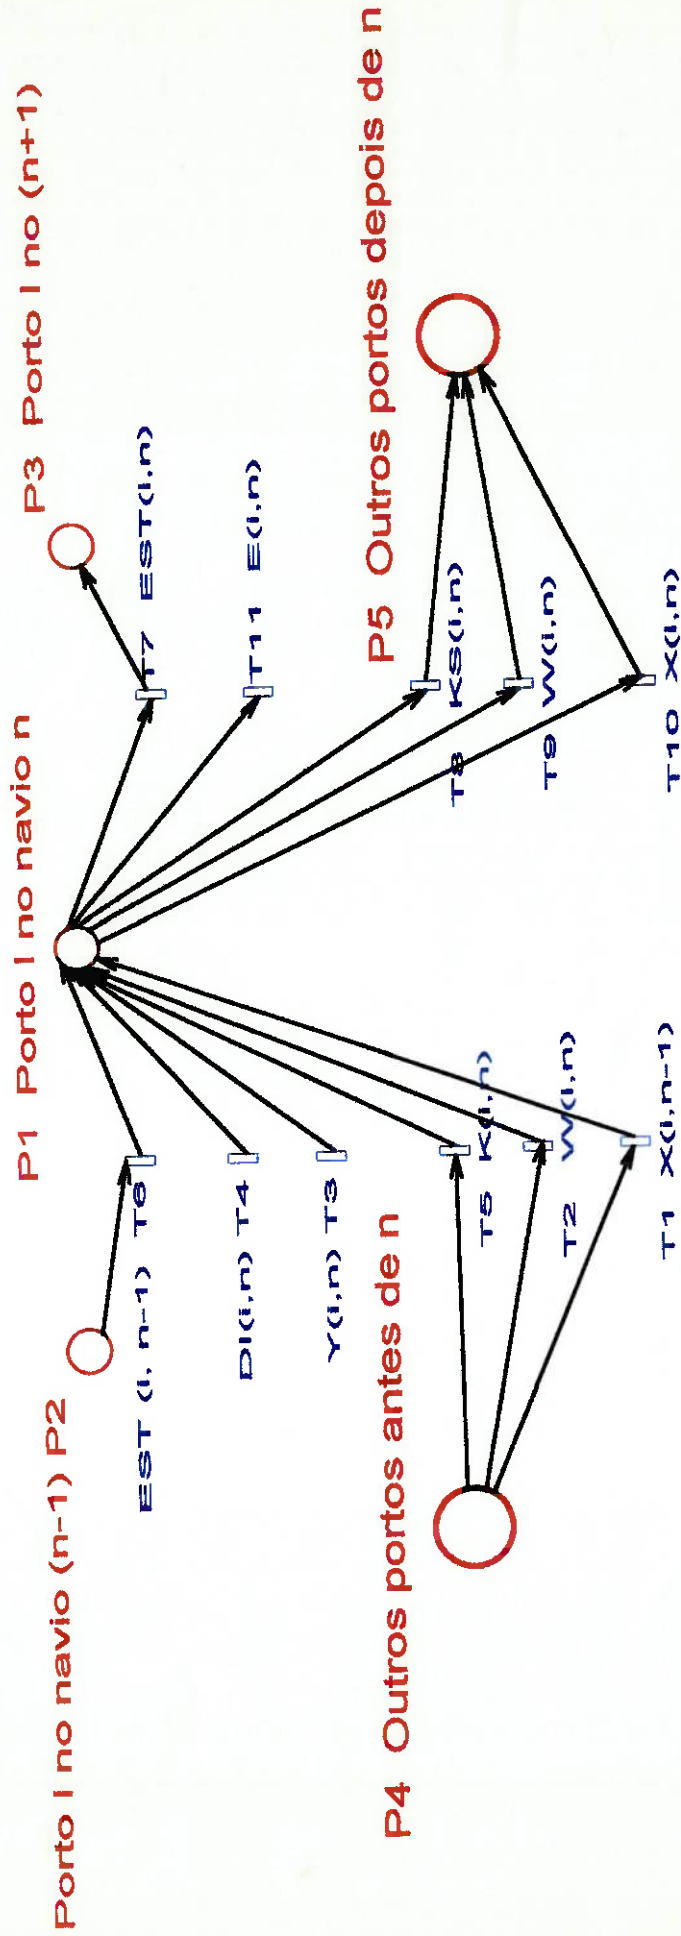 P1 Porto I no navio n
Porto I no navio (n-1) P2
P3 Porto I no (n+1)
EST (i, n-1) T6
T7 EST(i,n)
DI(i,n) T4
T11 E(i,n)
Y(i,n) T3
P4 Outros portos antes de n
P5 Outros portos depois de n
T5 K(i,n)
T8 KS(i,n)
T2 W(i,n)
T9 W(i,n)
T1 X(i,n-1)
T10 X(i,n)